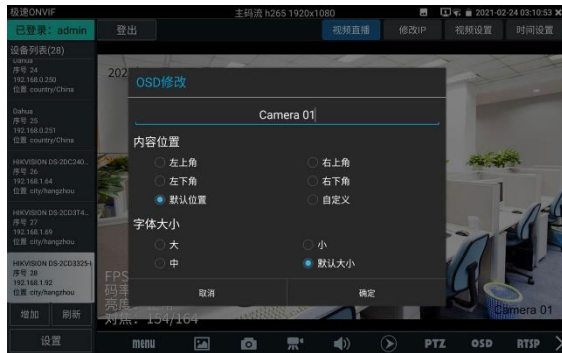 极速ONVIF
主码流 h265 1920x1080
2021-02-24 03:10:53
已登录：admin
登出
视频直播
修改IP
视频设置
时间设置
设备列表(28)
Dahua
序号 24
192.168.0.250
位置 country/China
Dahua
序号 25
192.168.0.251
位置 country/China
HIKVISION DS-2DC240..
序号 26
192.168.1.64
位置 city/hangzhou
HIKVISION DS-2CD3T4..
序号 27
192.168.1.69
位置 city/hangzhou
HIKVISION DS-2CD3325-I
序号 28
192.168.1.92
位置 city/hangzhou
增加
刷新
设置
202
OSD修改
Camera 01
内容位置
左上角
右上角
左下角
右下角
默认位置
自定义
字体大小
大
小
中
默认大小
取消
确定
FPS
码率
亮度
对焦: 154/164
Camera 01
menu
PTZ
OSD
RTSP